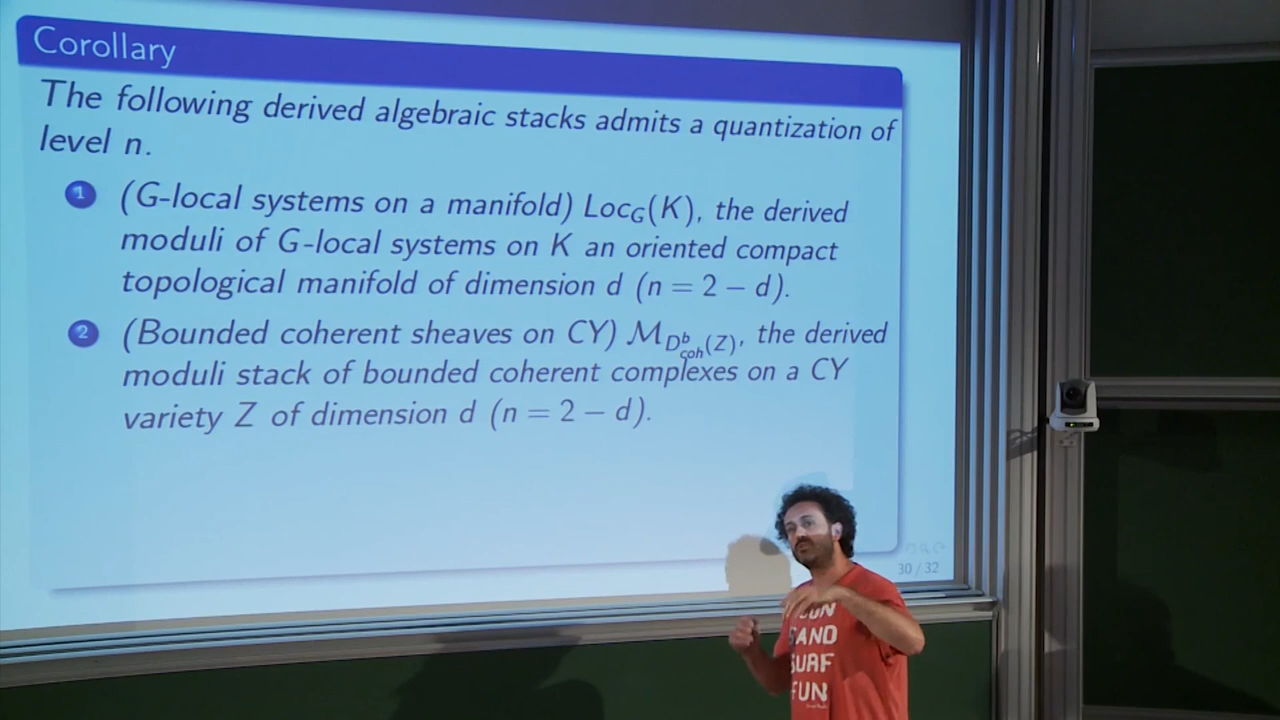 Corollary
The following derived algebraic stacks admits a quantization of
level n.
1 (G-local systems on a manifold) Loc_G(K), the derived
moduli of G-local systems on K an oriented compact
topological manifold of dimension d (n = 2 − d).
2 (Bounded coherent sheaves on CY) ℳ_{D^b_{coh}(Z)}, the derived
moduli stack of bounded coherent complexes on a CY
variety Z of dimension d (n = 2 − d).
30 / 32
SAND
SURF
FUN